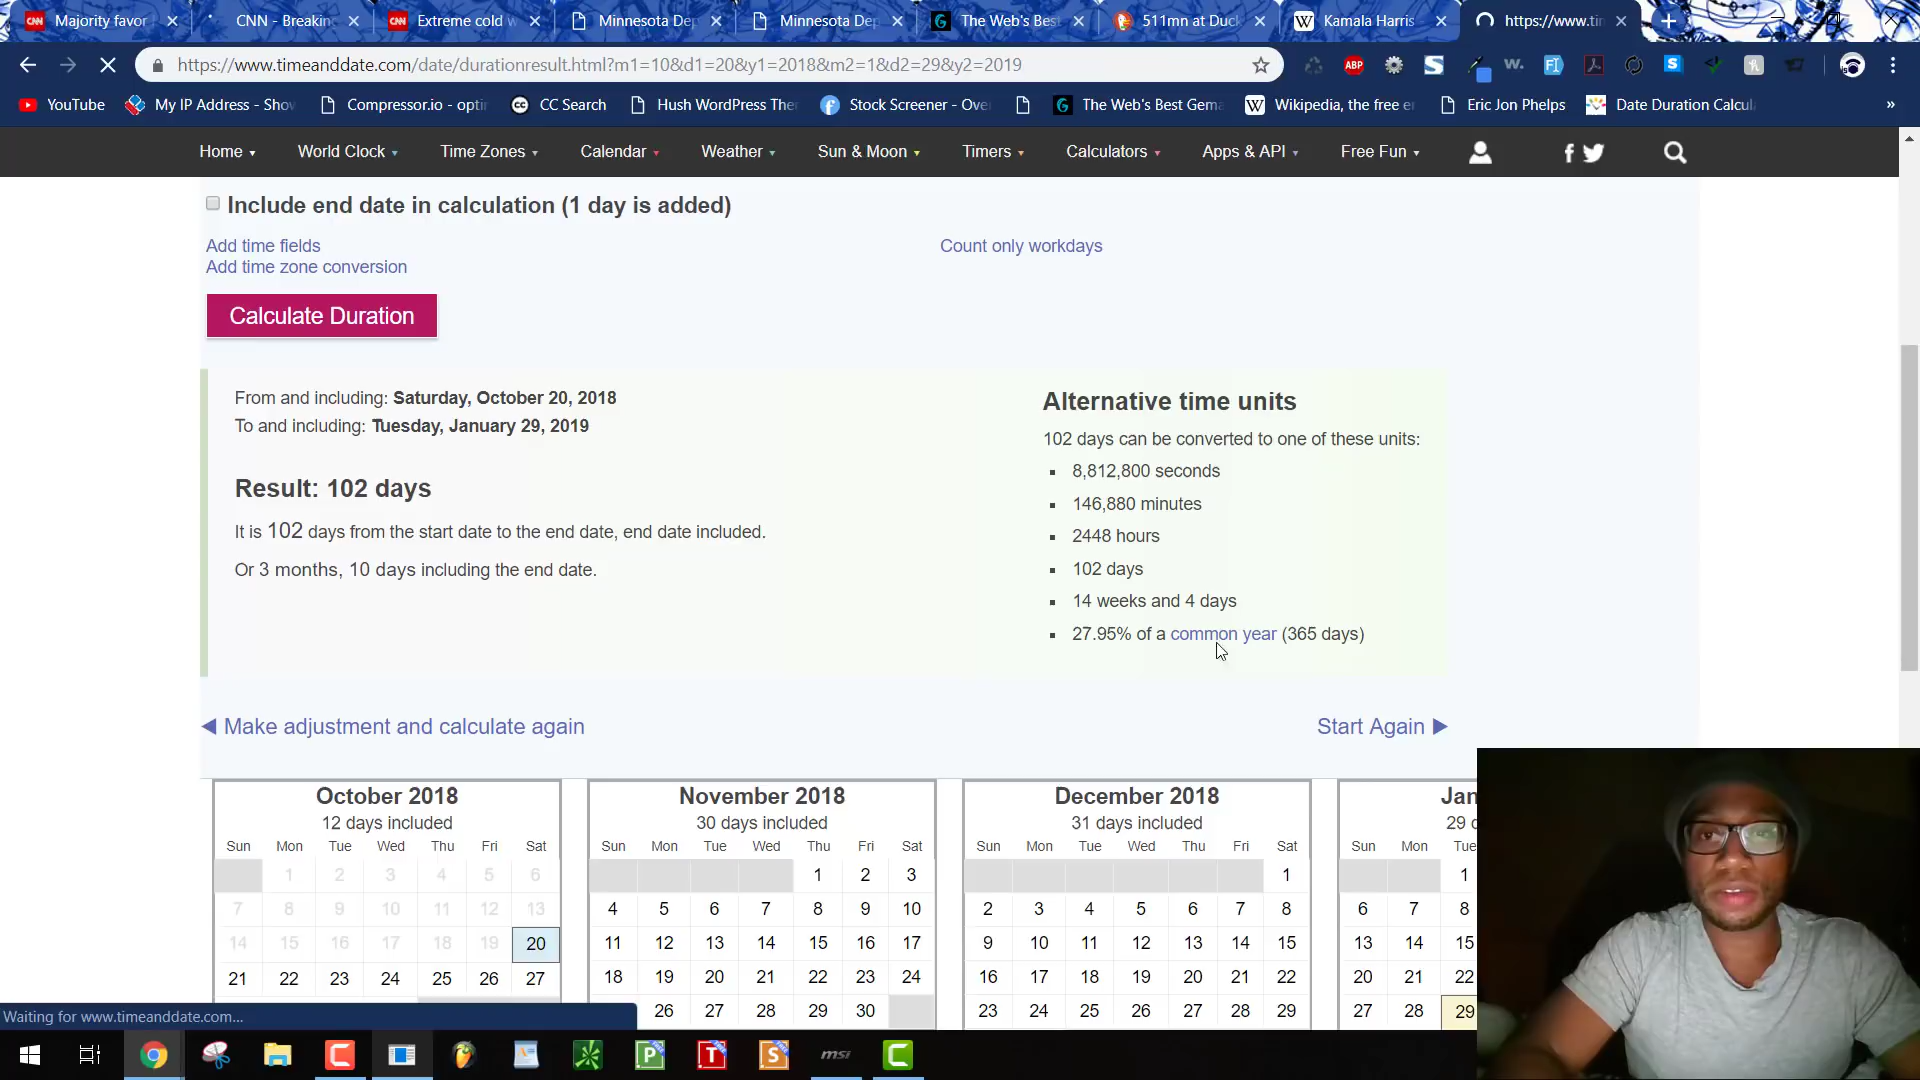 Majority favor
CNN - Breakin
Extreme cold w
Minnesota Dep
Minnesota Dep
The Web's Best
511mn at Duck
Kamala Harris
https://www.tim
https://www.timeanddate.com/date/durationresult.html?m1=10&d1=20&y1=2018&m2=1&d2=29&y2=2019
YouTube
My IP Address - Sho
Compressor.io - opti
CC Search
Hush WordPress The
Stock Screener - Ove
The Web's Best Gema
Wikipedia, the free e
Eric Jon Phelps
Date Duration Calcul
»
Home
World Clock
Time Zones
Calendar
Weather
Sun & Moon
Timers
Calculators
Apps & API
Free Fun
Include end date in calculation (1 day is added)
Add time fields
Count only workdays
Add time zone conversion
Calculate Duration
From and including: Saturday, October 20, 2018
To and including: Tuesday, January 29, 2019
Result: 102 days
It is 102 days from the start date to the end date, end date included.
Or 3 months, 10 days including the end date.
Alternative time units
102 days can be converted to one of these units:
8,812,800 seconds
146,880 minutes
2448 hours
102 days
14 weeks and 4 days
27.95% of a common year (365 days)
Make adjustment and calculate again
Start Again
October 2018
12 days included
Sun Mon Tue Wed Thu Fri Sat
1 2 3 4 5 6
7 8 9 10 11 12 13
14 15 16 17 18 19 20
21 22 23 24 25 26 27
November 2018
30 days included
Sun Mon Tue Wed Thu Fri Sat
1 2 3
4 5 6 7 8 9 10
11 12 13 14 15 16 17
18 19 20 21 22 23 24
26 27 28 29 30
December 2018
31 days included
Sun Mon Tue Wed Thu Fri Sat
1
2 3 4 5 6 7 8
9 10 11 12 13 14 15
16 17 18 19 20 21 22
23 24 25 26 27 28 29
Jan
29 d
Sun Mon Tu
1
6 7 8
13 14 15
20 21 22
27 28 29
Waiting for www.timeanddate.com...
msi